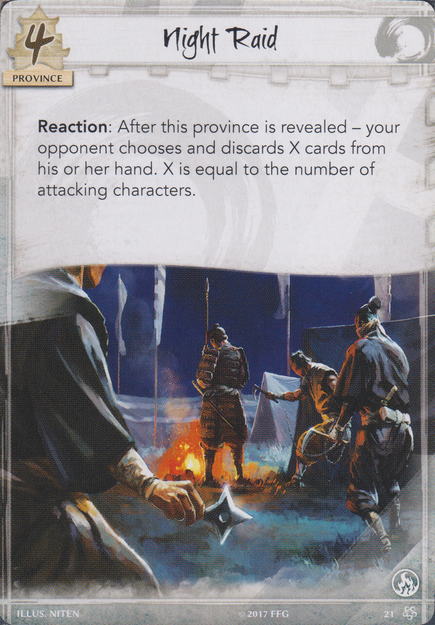 4
Night Raid
PROVINCE
Reaction: After this province is revealed – your
opponent chooses and discards X cards from
his or her hand. X is equal to the number of
attacking characters.
ILLUS. NITEN
© 2017 FFG
21